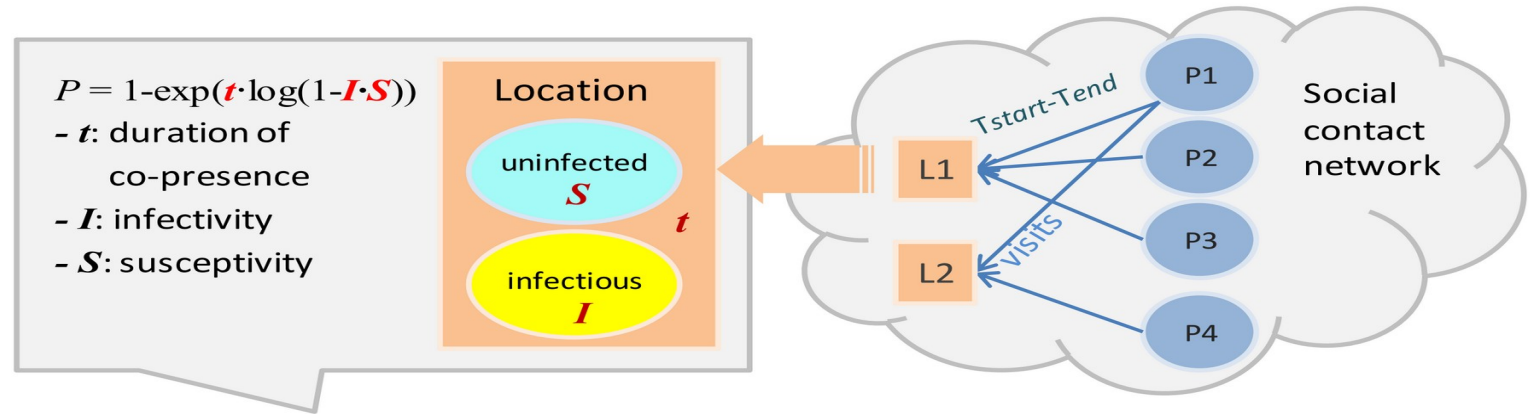 P = 1-exp(t·log(1-I·S))
- t: duration of
co-presence
- I: infectivity
- S: susceptivity
Location
uninfected
S
t
infectious
I
L1
L2
Tstart-Tend
visits
P1
P2
P3
P4
Social
contact
network